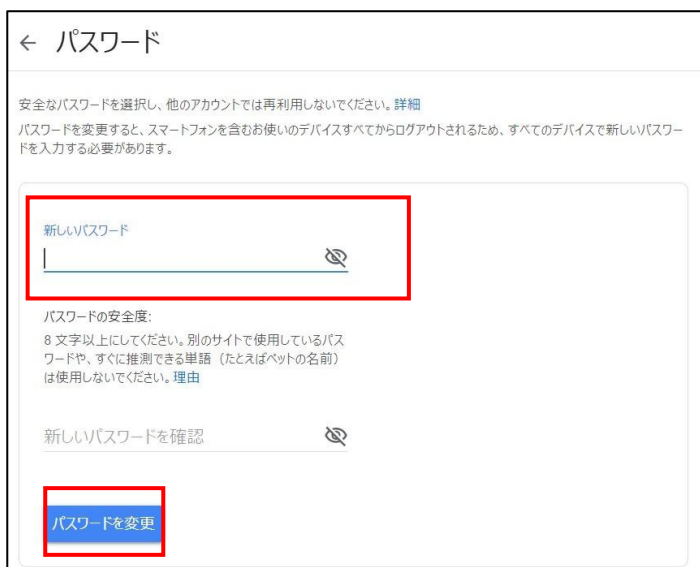 ← パスワード
安全なパスワードを選択し、他のアカウントでは再利用しないでください。詳細
パスワードを変更すると、スマートフォンを含むお使いのデバイスすべてからログアウトされるため、すべてのデバイスで新しいパスワー
ドを入力する必要があります。
新しいパスワード
パスワードの安全度:
8 文字以上にしてください。別のサイトで使用しているパス
ワードや、すぐに推測できる単語（たとえばペットの名前）
は使用しないでください。理由
新しいパスワードを確認
パスワードを変更